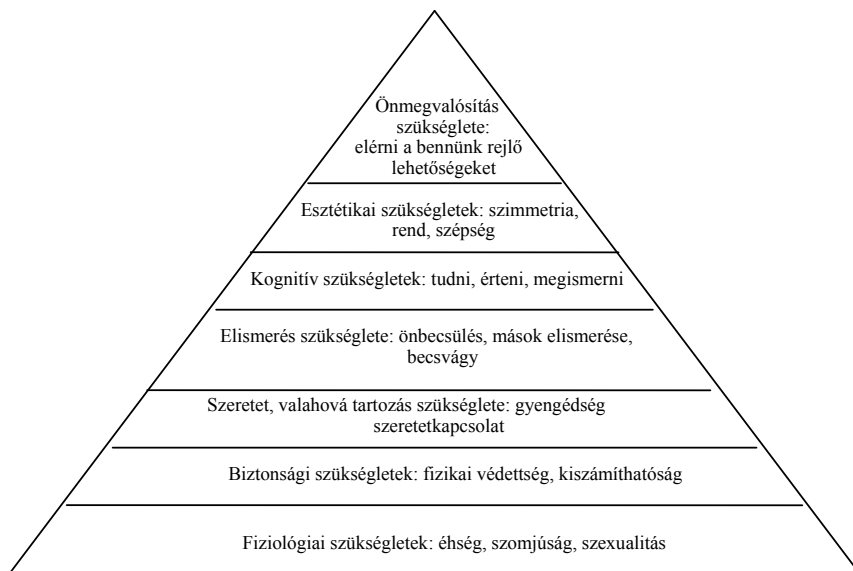 Önmegvalósítás
szükséglete:
elérni a bennünk rejlő
lehetőségeket
Esztétikai szükségletek: szimmetria,
rend, szépség
Kognitív szükségletek: tudni, érteni, megismerni
Elismerés szükséglete: önbecsülés, mások elismerése,
becsvágy
Szeretet, valahová tartozás szükséglete: gyengédség
szeretetkapcsolat
Biztonsági szükségletek: fizikai védettség, kiszámíthatóság
Fiziológiai szükségletek: éhség, szomjúság, szexualitás